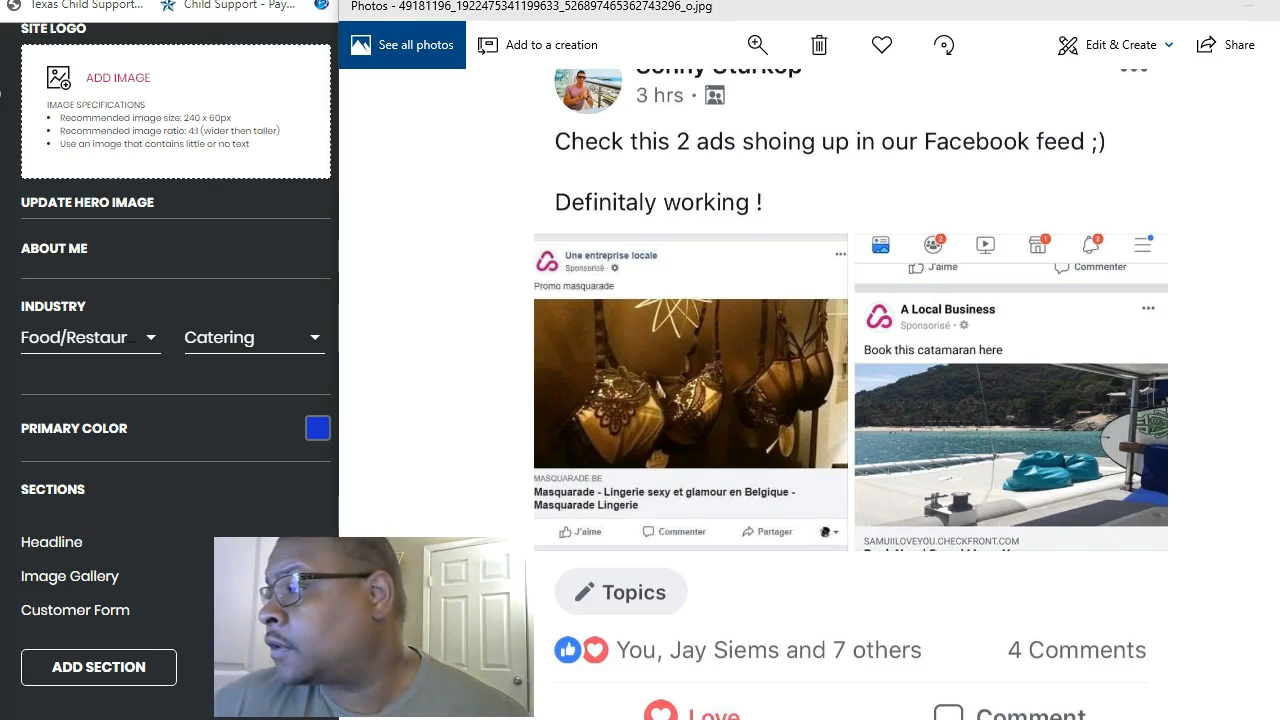 Texas Child Support...
Child Support - Pay...
SITE LOGO
ADD IMAGE
IMAGE SPECIFICATIONS
Recommended image size: 240 x 60px
Recommended image ratio: 4:1 (wider then taller)
Use an image that contains little or no text
UPDATE HERO IMAGE
ABOUT ME
INDUSTRY
Food/Restaur
Catering
PRIMARY COLOR
SECTIONS
Headline
Image Gallery
Customer Form
ADD SECTION
Photos - 49181196_1922475341199633_526897465362743296_o.jpg
See all photos
Add to a creation
Edit & Create
Share
3 hrs ·
Check this 2 ads shoing up in our Facebook feed ;)
Definitaly working !
Une entreprise locale
Sponsorisé ·
Promo masquarade
MASQUARADE.BE
Masquarade - Lingerie sexy et glamour en Belgique -
Masquarade Lingerie
J'aime
Commenter
Partager
2
1
2
J'aime
Commenter
A Local Business
Sponsorisé ·
Book this catamaran here
SAMUIILOVEYOU.CHECKFRONT.COM
Topics
You, Jay Siems and 7 others
4 Comments
Love
Comment